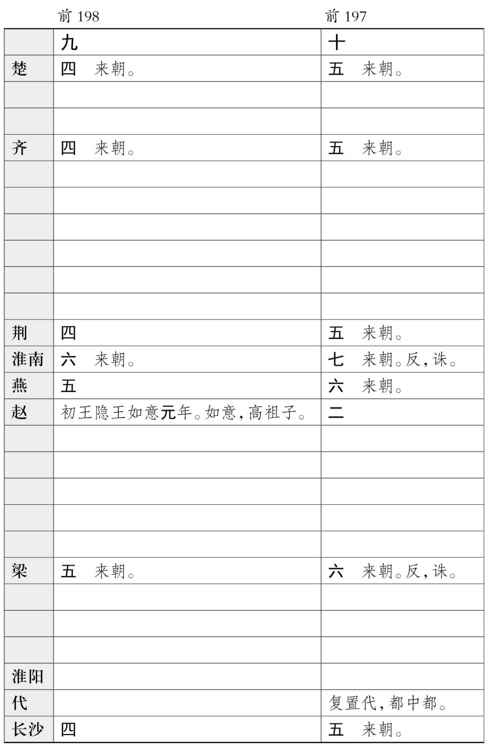 前 198 前 197
九 十
楚 四 来朝。 五 来朝。
齐 四 来朝。 五 来朝。
荆 四 五 来朝。
淮南 六 来朝。 七 来朝。反，诛。
燕 五 六 来朝。
赵 初王隐王如意元年。如意，高祖子。 二
梁 五 来朝。 六 来朝。反，诛。
淮阳
代 复置代，都中都。
长沙 四 五 来朝。